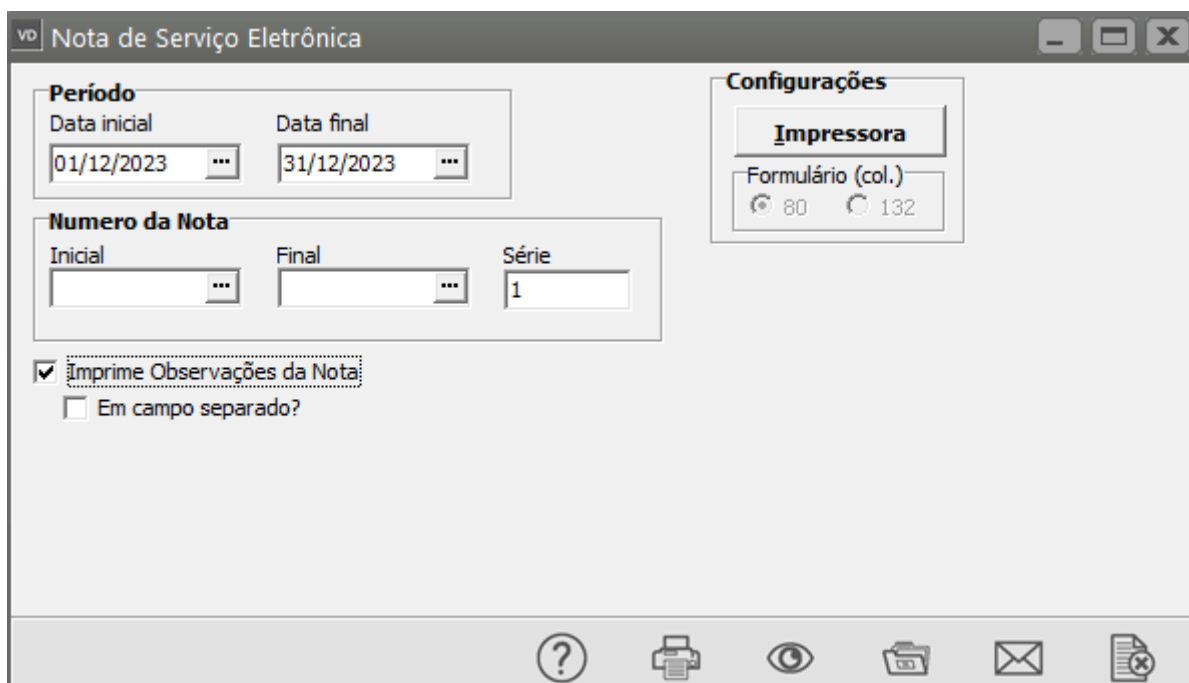 VD Nota de Serviço Eletrônica
Período
Data inicial Data final
01/12/2023 ... 31/12/2023 ...
Numero da Nota
Inicial Final Série
... ... 1
Imprime Observações da Nota
Em campo separado?
Configurações
Impressora
Formulário (col.)
80 132
?